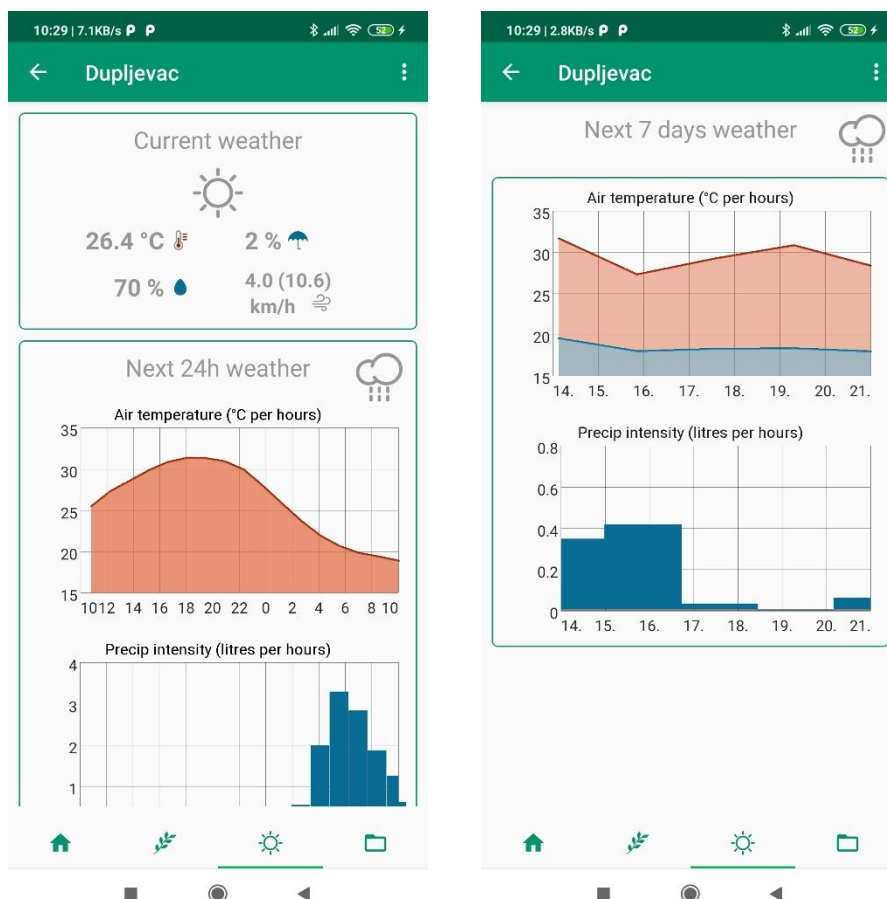 10:29 | 7.1KB/s P P 52
Dupljevac
Current weather
26.4 °C 2 %
70 % 4.0 (10.6)
km/h
Next 24h weather
Air temperature (°C per hours)
35
30
25
20
15
10 12 14 16 18 20 22 0 2 4 6 8 10
Precip intensity (litres per hours)
4
3
2
1
10:29 | 2.8KB/s P P 52
Dupljevac
Next 7 days weather
Air temperature (°C per hours)
35
30
25
20
15
14. 15. 16. 17. 18. 19. 20. 21.
Precip intensity (litres per hours)
0.8
0.6
0.4
0.2
0
14. 15. 16. 17. 18. 19. 20. 21.